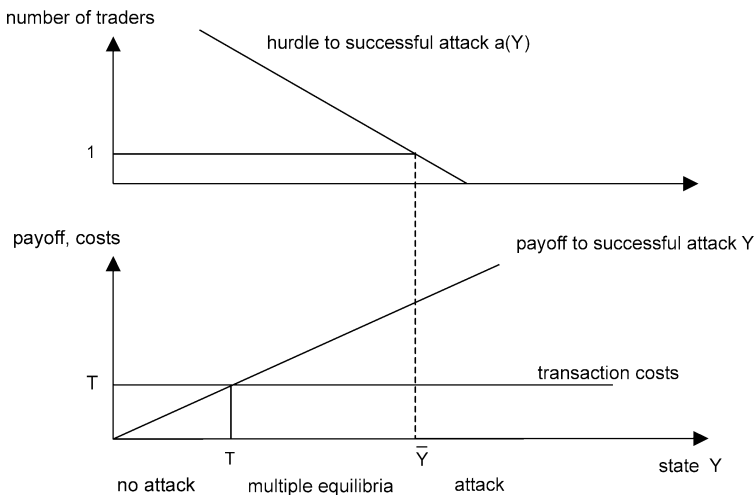 number of traders
hurdle to successful attack a(Y)
1
payoff, costs
payoff to successful attack Y
T
transaction costs
T
Y̅
state Y
no attack
multiple equilibria
attack